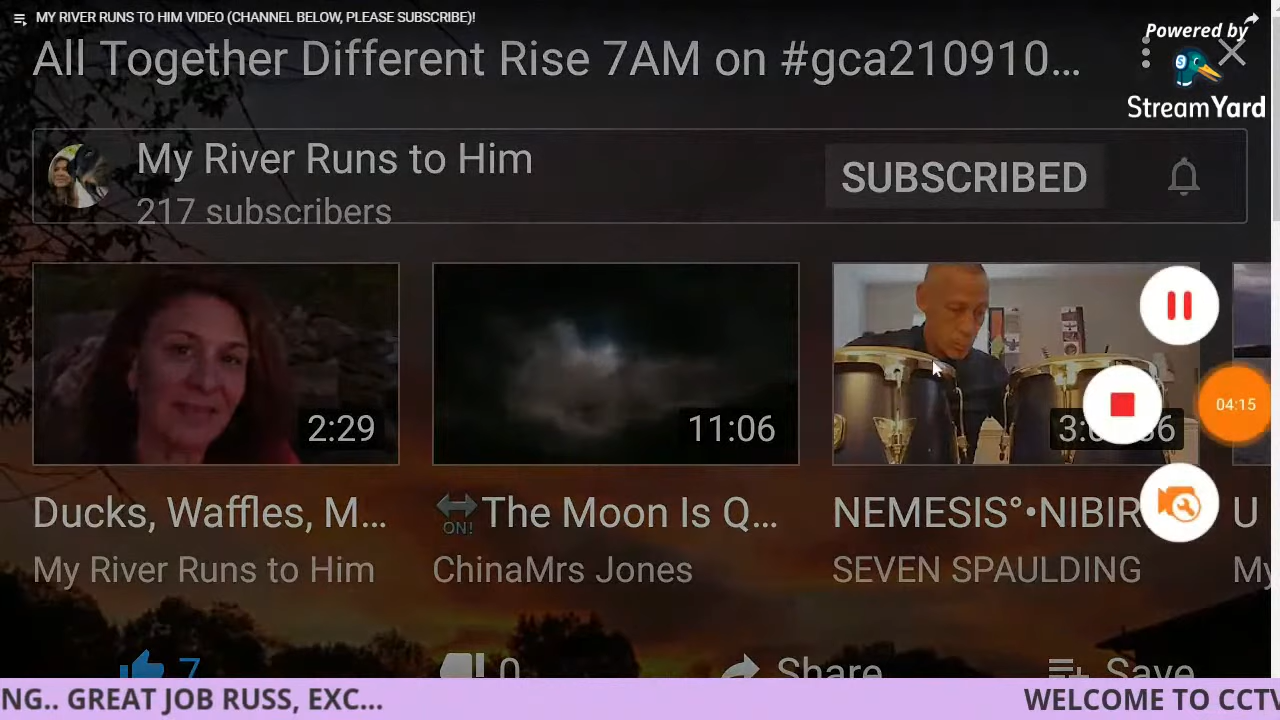 MY RIVER RUNS TO HIM VIDEO (CHANNEL BELOW, PLEASE SUBSCRIBE)!
Powered by
StreamYard
All Together Different Rise 7AM on #gca210910...
My River Runs to Him
217 subscribers
SUBSCRIBED
2:29
11:06
04:15
Ducks, Waffles, M...
ON! The Moon Is Q...
NEMESIS°•NIBIR
U
My River Runs to Him
ChinaMrs Jones
SEVEN SPAULDING
My
7
0
Share
Save
NG.. GREAT JOB RUSS, EXC...
WELCOME TO CCTV